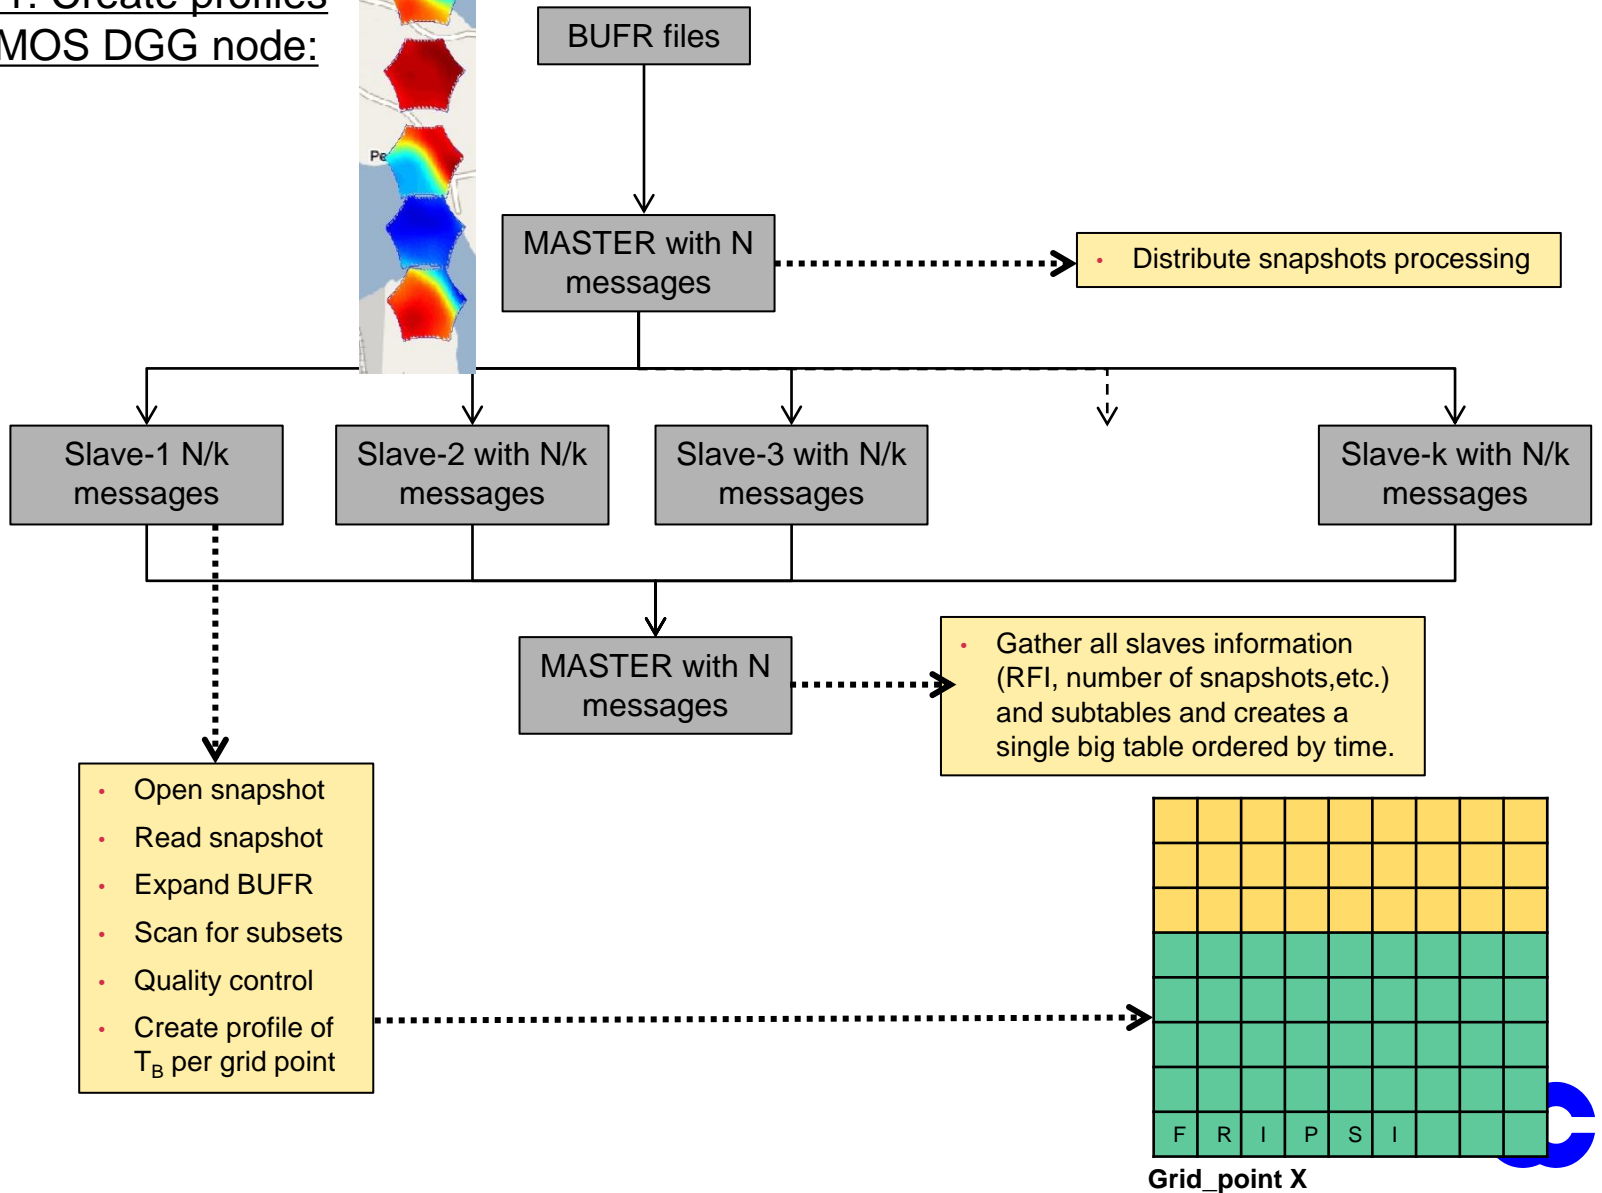 1. Create profiles
MOS DGG node:
BUFR files
Pe
MASTER with N
messages
• Distribute snapshots processing
Slave-1 N/k
messages
Slave-2 with N/k
messages
Slave-3 with N/k
messages
Slave-k with N/k
messages
MASTER with N
messages
• Gather all slaves information
(RFI, number of snapshots,etc.)
and subtables and creates a
single big table ordered by time.
• Open snapshot
• Read snapshot
• Expand BUFR
• Scan for subsets
• Quality control
• Create profile of
TB per grid point
F R I P S I
Grid_point X